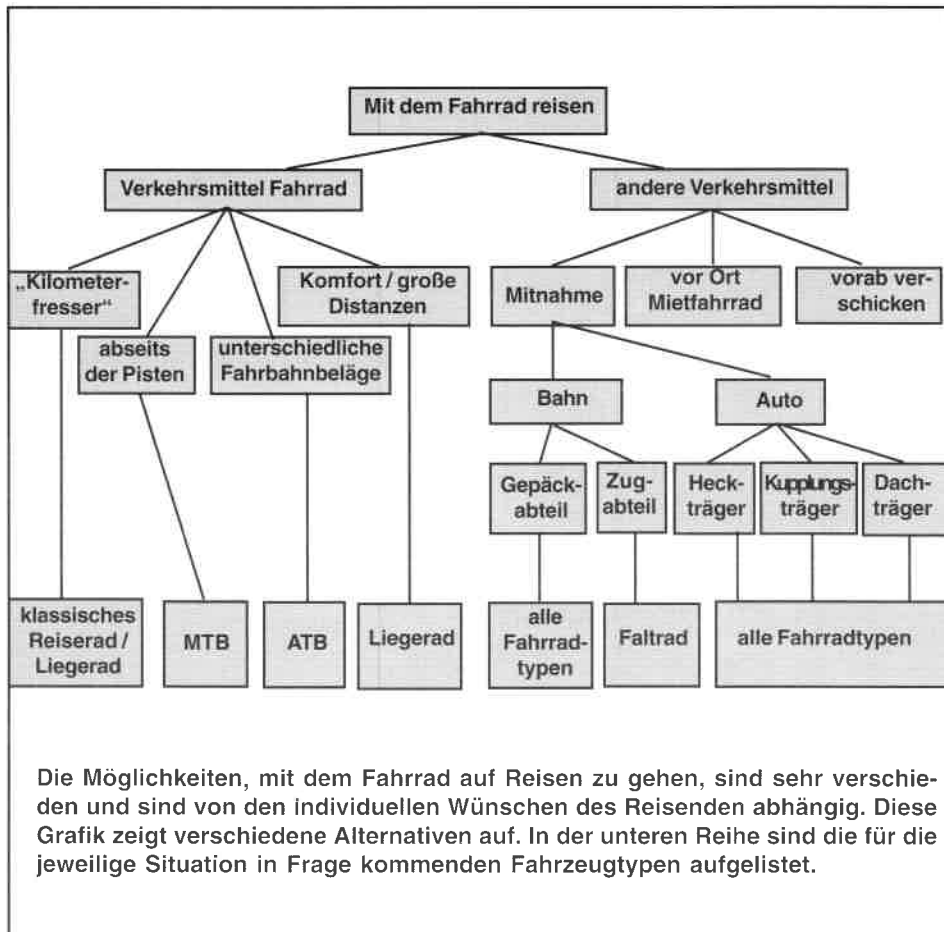 Mit dem Fahrrad reisen
Verkehrsmittel Fahrrad
andere Verkehrsmittel
„Kilometer-
fresser“
abseits
der Pisten
unterschiedliche
Fahrbahnbeläge
Komfort / große
Distanzen
Mitnahme
vor Ort
Mietfahrrad
vorab ver-
schicken
Bahn
Auto
Gepäck-
abteil
Zug-
abteil
Heck-
träger
Kupplungs-
träger
Dach-
träger
klassisches
Reiserad /
Liegerad
MTB
ATB
Liegerad
alle
Fahrrad-
typen
Faltrad
alle Fahrradtypen
Die Möglichkeiten, mit dem Fahrrad auf Reisen zu gehen, sind sehr verschie-
den und sind von den individuellen Wünschen des Reisenden abhängig. Diese
Grafik zeigt verschiedene Alternativen auf. In der unteren Reihe sind die für die
jeweilige Situation in Frage kommenden Fahrzeugtypen aufgelistet.